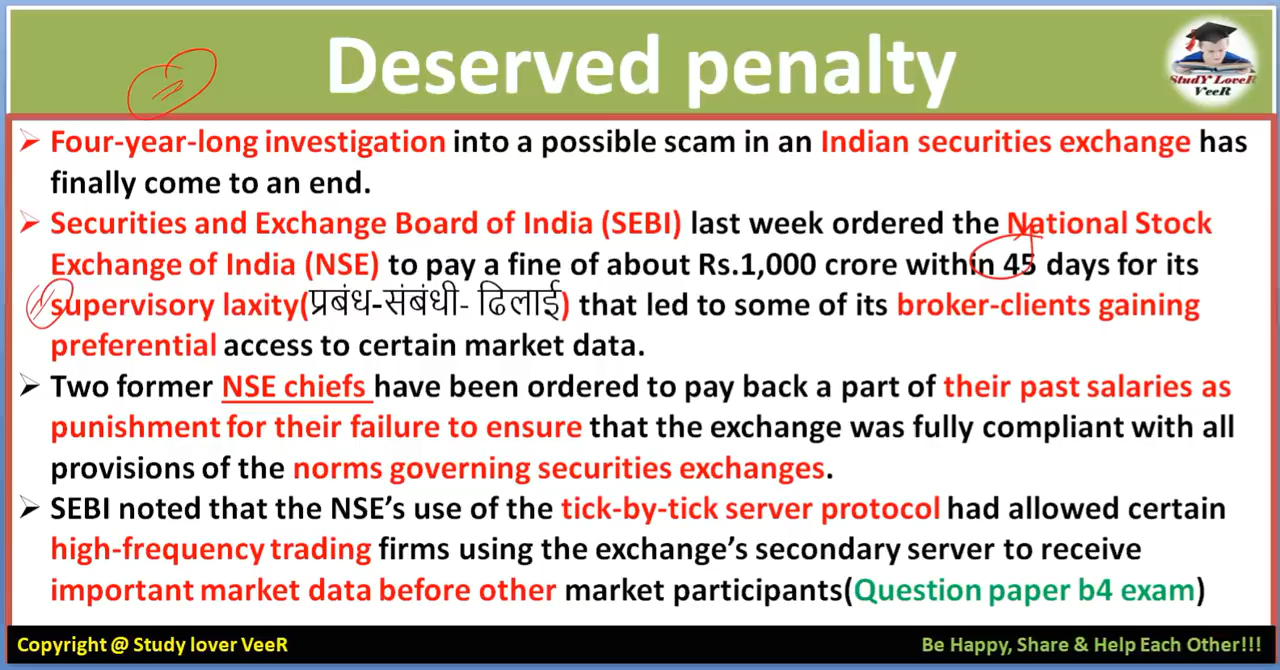 Deserved penalty
StudY LoveR
VeeR
Four-year-long investigation into a possible scam in an Indian securities exchange has
finally come to an end.
Securities and Exchange Board of India (SEBI) last week ordered the National Stock
Exchange of India (NSE) to pay a fine of about Rs.1,000 crore within 45 days for its
supervisory laxity(प्रबंध-संबंधी- ढिलाई) that led to some of its broker-clients gaining
preferential access to certain market data.
Two former NSE chiefs have been ordered to pay back a part of their past salaries as
punishment for their failure to ensure that the exchange was fully compliant with all
provisions of the norms governing securities exchanges.
SEBI noted that the NSE’s use of the tick-by-tick server protocol had allowed certain
high-frequency trading firms using the exchange’s secondary server to receive
important market data before other market participants(Question paper b4 exam)
Copyright @ Study lover VeeR
Be Happy, Share & Help Each Other!!!